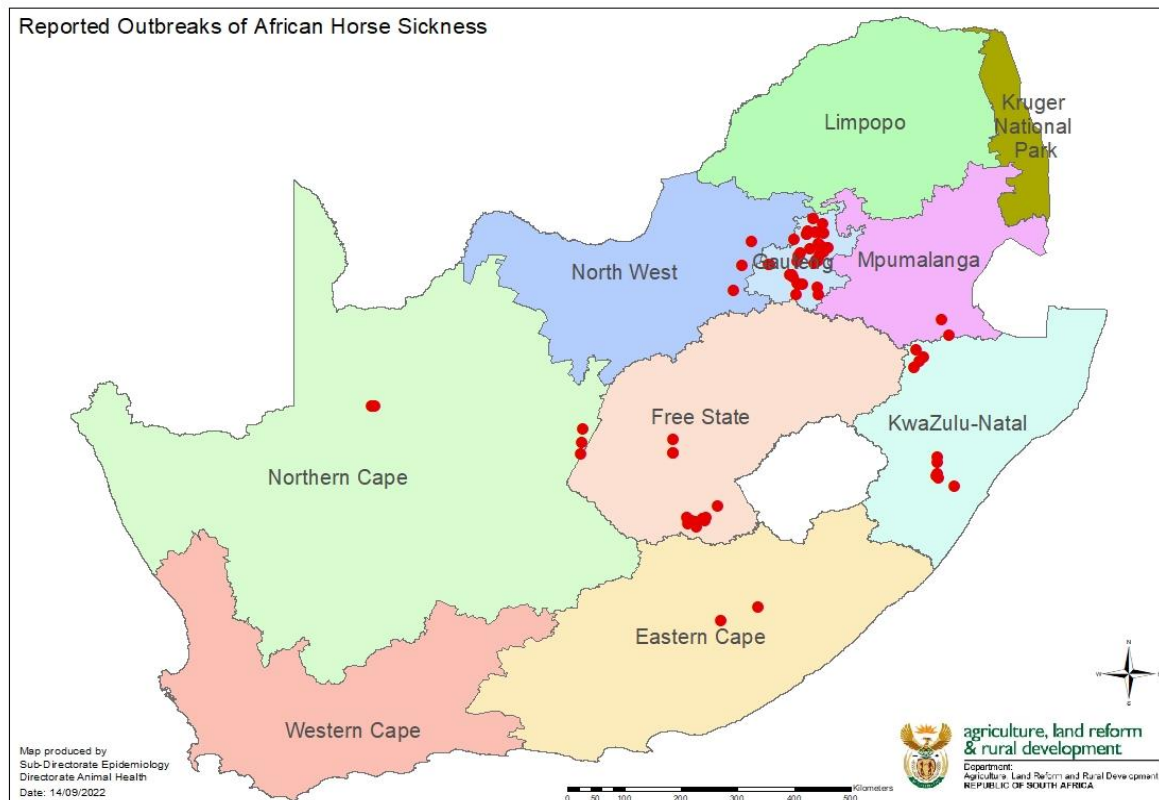 Reported Outbreaks of African Horse Sickness
Limpopo
Kruger
National
Park
North West
Gauteng
Mpumalanga
Free State
KwaZulu-Natal
Northern Cape
Eastern Cape
Western Cape
N
W
S
Map produced by
Sub-Directorate Epidemiology
Directorate Animal Health
Date: 14/09/2022
Kilometers
0 50 100 200 300 400 500
agriculture, land reform
& rural development
Department:
Agriculture, Land Reform and Rural Development
REPUBLIC OF SOUTH AFRICA